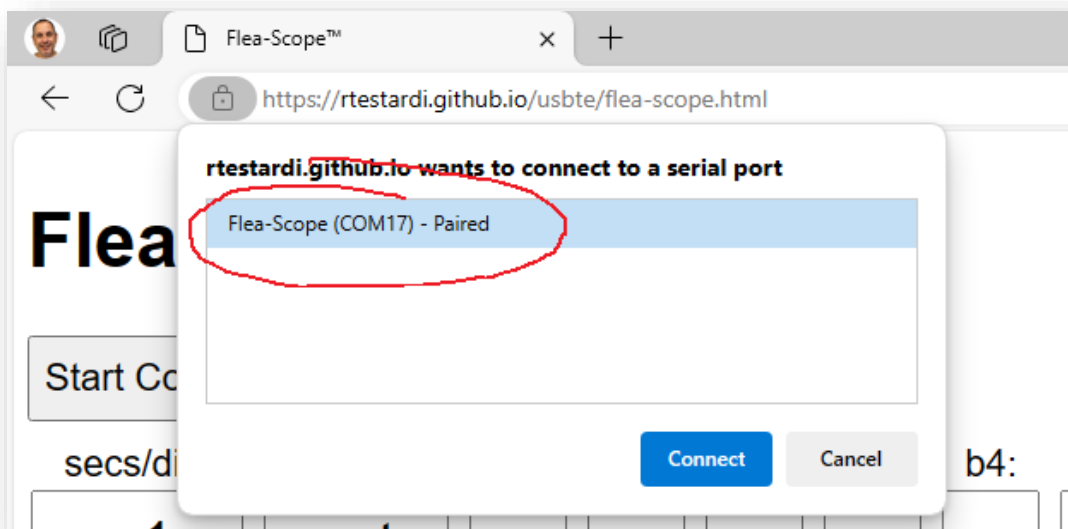 Flea-Scope™
https://rtestardi.github.io/usbte/flea-scope.html
rtestardi.github.io wants to connect to a serial port
Flea-Scope (COM17) - Paired
Flea
Start Co
Connect Cancel
secs/di b4: